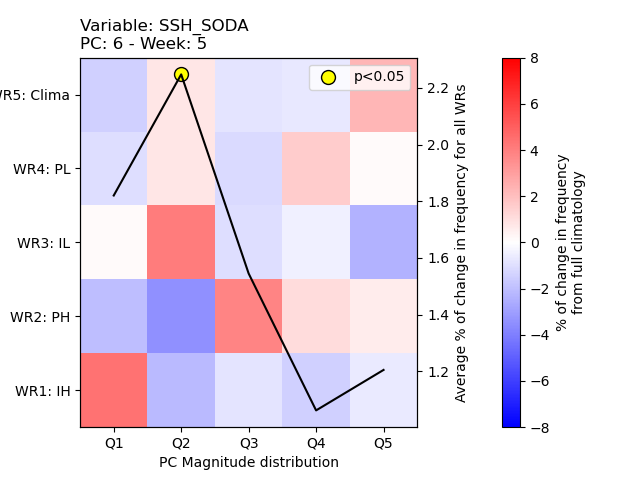 Variable: SSH_SODA
PC: 6 - Week: 5
p<0.05
WR5: Clima
WR4: PL
WR3: IL
WR2: PH
WR1: IH
Q1 Q2 Q3 Q4 Q5
PC Magnitude distribution
2.2
2.0
1.8
1.6
1.4
1.2
Average % of change in frequency for all WRs
8
6
4
2
0
−2
−4
−6
−8
% of change in frequency
from full climatology